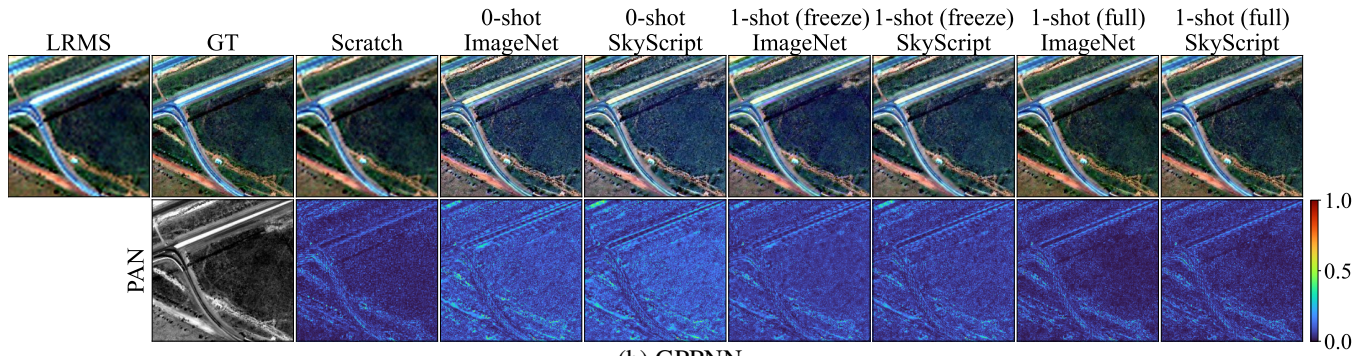 LRMS
GT
Scratch
0-shot
ImageNet
0-shot
SkyScript
1-shot (freeze)
ImageNet
1-shot (freeze)
SkyScript
1-shot (full)
ImageNet
1-shot (full)
SkyScript
PAN
1.0
0.5
0.0
(b) GPPNN